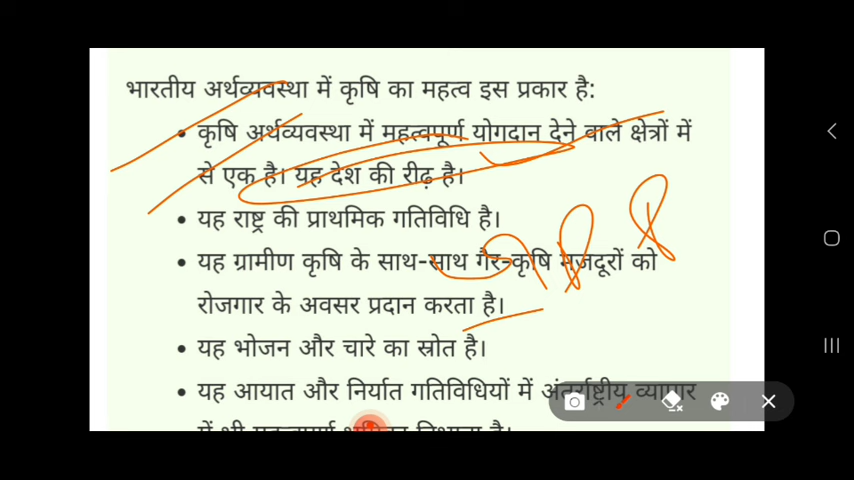 भारतीय अर्थव्यवस्था में कृषि का महत्व इस प्रकार है:
• कृषि अर्थव्यवस्था में महत्वपूर्ण योगदान देने वाले क्षेत्रों में
से एक है। यह देश की रीढ़ है।
• यह राष्ट्र की प्राथमिक गतिविधि है।
• यह ग्रामीण कृषि के साथ-साथ गैर-कृषि मजदूरों को
रोजगार के अवसर प्रदान करता है।
• यह भोजन और चारे का स्रोत है।
• यह आयात और निर्यात गतिविधियों में अंतर्राष्ट्रीय व्यापार